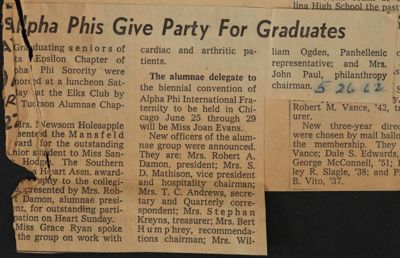 Alpha Phis Give Party For Graduates
Graduating seniors of
Epsilon Chapter of
Phi Sorority were
at a luncheon Sat-
at the Elks Club by
Tucson Alumnae Chap-
Mrs. Newsom Holesapple
the Mansfield
for the outstanding
student to Miss San-
Hodge. The Southern
Heart Assn. award-
to the collegi-
presented by Mrs. Rob-
Damon, alumnae presi-
for outstanding parti-
pation on Heart Sunday.
Miss Grace Ryan spoke
the group on work with
cardiac and arthritic pa-
tients.
The alumnae delegate to
the biennial convention of
Alpha Phi International Fra-
ternity to be held in Chi-
cago June 25 through 29
will be Miss Joan Evans.
New officers of the alum-
nae group were announced.
They are: Mrs. Robert A.
Damon, president; Mrs. S.
D. Mathison, vice president
and hospitality chairman;
Mrs. T. C. Andrews, secre-
tary and Quarterly corre-
spondent; Mrs. Stephan
Kreyns, treasurer; Mrs. Bert
Humphrey, recommenda-
tions chairman; Mrs. Wil-
liam Ogden, Panhellenic
representative; and Mrs.
John Paul, philanthropy
chairman. 5 26 62
lina High School the past
Robert M. Vance, '42, tr
urer.
New three-year direc
were chosen by mail ballo
the membership. They
Vance; Dale S. Edwards,
George McConnell, '51; H
ley R. Slagle, '38; and P
B. Vito, '37.